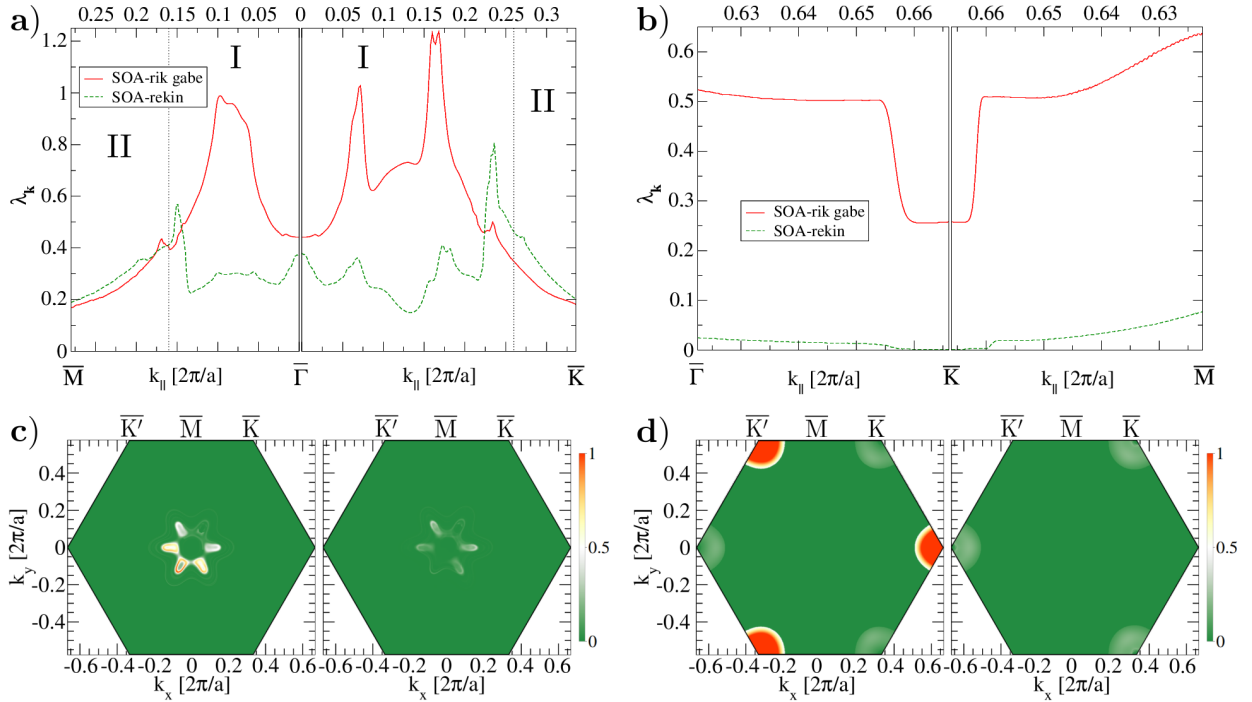 a)
0.25 0.2 0.15 0.1 0.05 0 0.05 0.1 0.15 0.2 0.25 0.3
1.2
1
0.8
0.6
0.4
0.2
0
λk
I I
II II
SOA-rik gabe
SOA-rekin
M̅ k|| [2π/a] Γ̅ k|| [2π/a] K̅
b)
0.63 0.64 0.65 0.66 0.66 0.65 0.64 0.63
0.6
0.5
0.4
0.3
0.2
0.1
0
λk
SOA-rik gabe
SOA-rekin
Γ̅ k|| [2π/a] K̅ k|| [2π/a] M̅
c)
K'̅ M̅ K̅ K'̅ M̅ K̅
0.4
0.2
0
-0.2
-0.4
ky [2π/a]
1
0.5
0
-0.6 -0.4 -0.2 0 0.2 0.4 0.6 -0.6 -0.4 -0.2 0 0.2 0.4 0.6
kx [2π/a] kx [2π/a]
d)
K'̅ M̅ K̅ K'̅ M̅ K̅
0.4
0.2
0
-0.2
-0.4
ky [2π/a]
1
0.5
0
-0.6 -0.4 -0.2 0 0.2 0.4 0.6 -0.6 -0.4 -0.2 0 0.2 0.4 0.6
kx [2π/a] kx [2π/a]